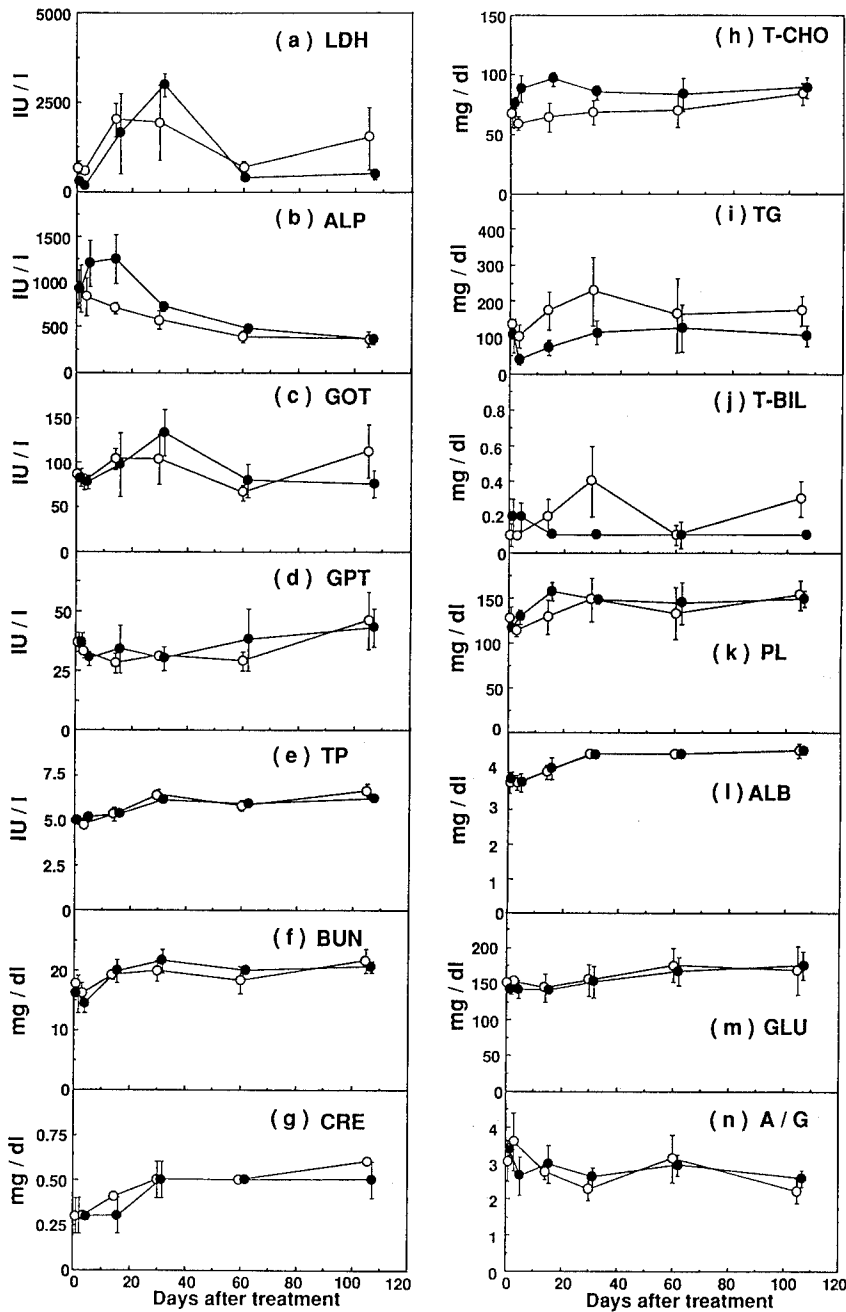 5000
( a ) LDH
IU / l
2500
0
( b ) ALP
1500
IU / l
1000
500
0
( c ) GOT
150
IU / l
100
50
0
( d ) GPT
IU / l
50
25
0
( e ) TP
7.5
IU / l
5.0
2.5
0
( f ) BUN
20
mg / dl
10
0
( g ) CRE
0.75
mg / dl
0.50
0.25
0
0 20 40 60 80 100 120
Days after treatment
150
( h ) T-CHO
mg / dl
100
50
0
( i ) TG
400
mg / dl
300
200
100
0
( j ) T-BIL
0.8
mg / dl
0.6
0.4
0.2
0
150
mg / dl
100
( k ) PL
50
0
4
mg / dl
( l ) ALB
3
2
1
0
200
mg / dl
150
100
( m ) GLU
50
0
( n ) A / G
4
3
2
1
0
0 20 40 60 80 100 120
Days after treatment